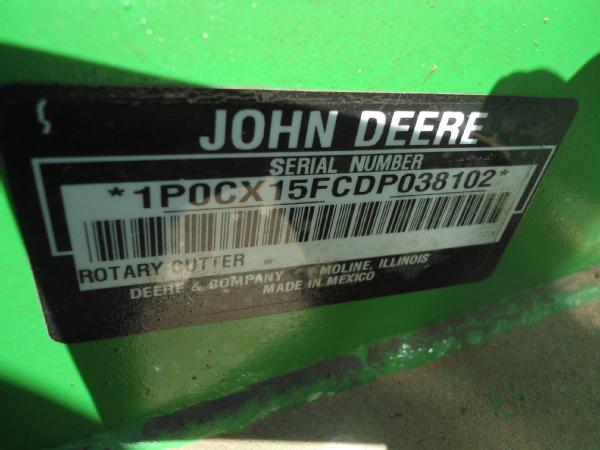 JOHN DEERE
SERIAL NUMBER
*1P0CX15FCDP038102*
ROTARY CUTTER
DEERE & COMPANY MOLINE, ILLINOIS
MADE IN MEXICO